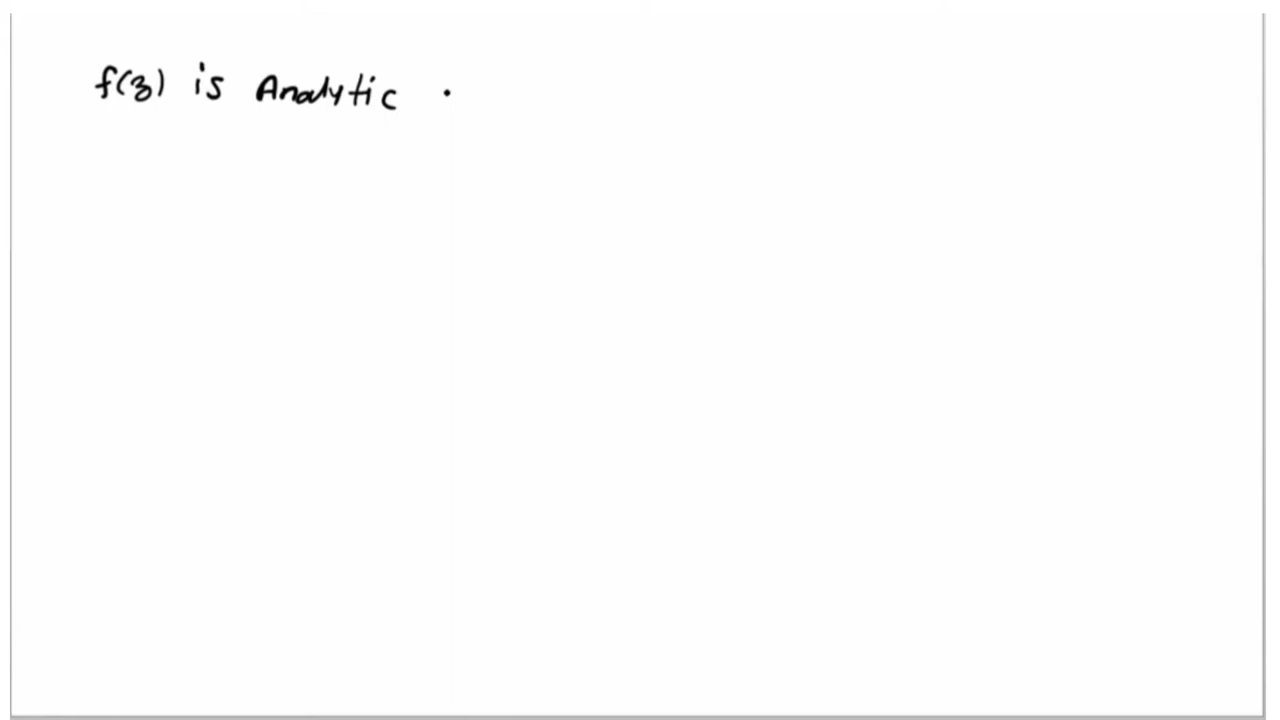 f(z) is Analytic .